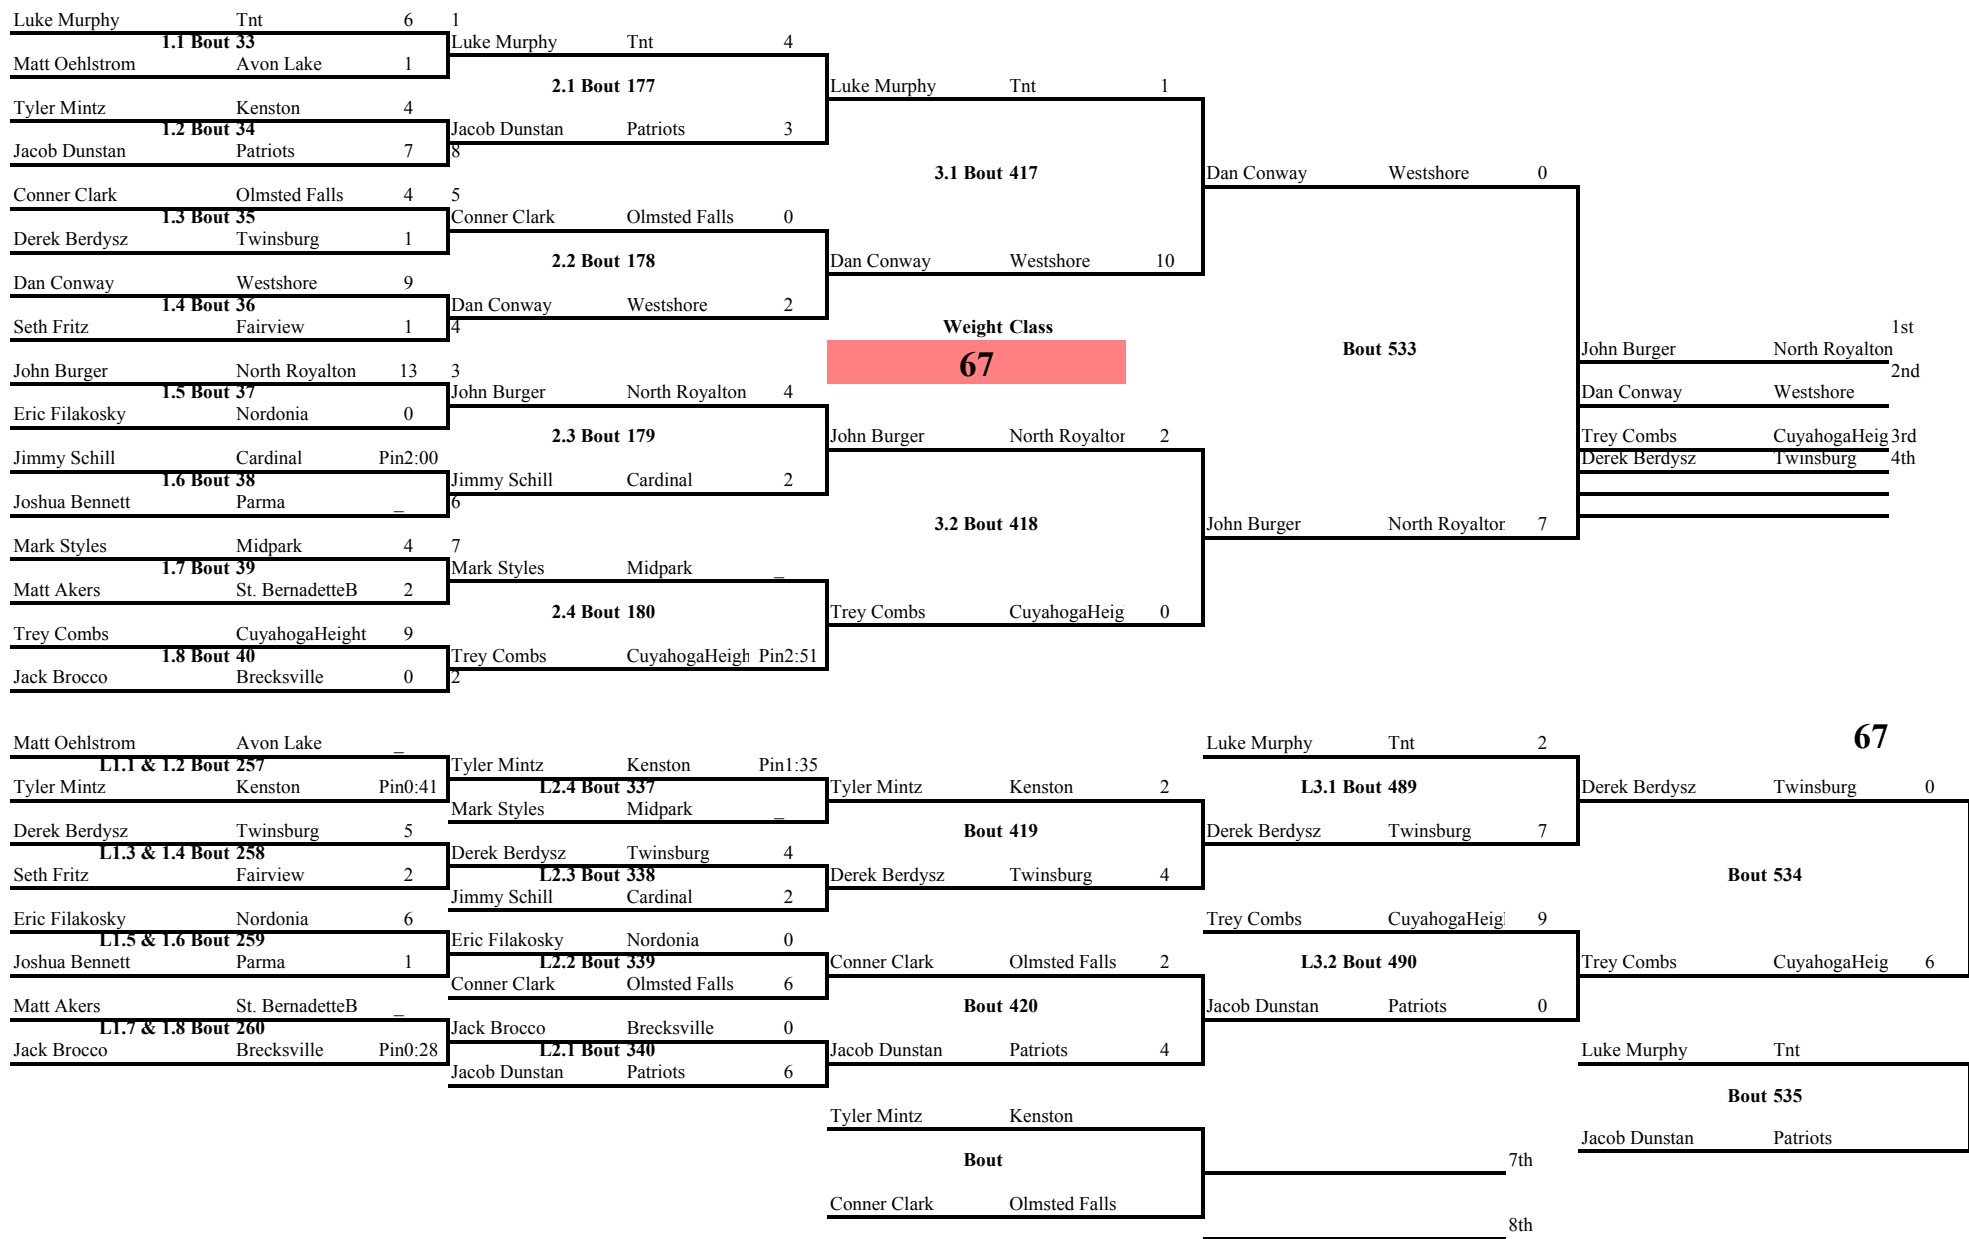 Luke Murphy Tnt 6 1
1.1 Bout 33 Luke Murphy Tnt 4
Matt Oehlstrom Avon Lake 1
2.1 Bout 177 Luke Murphy Tnt 1
Tyler Mintz Kenston 4
1.2 Bout 34 Jacob Dunstan Patriots 3
Jacob Dunstan Patriots 7 8
3.1 Bout 417 Dan Conway Westshore 0
Conner Clark Olmsted Falls 4 5
1.3 Bout 35 Conner Clark Olmsted Falls 0
Derek Berdysz Twinsburg 1
2.2 Bout 178 Dan Conway Westshore 10
Dan Conway Westshore 9
1.4 Bout 36 Dan Conway Westshore 2
Seth Fritz Fairview 1 4 Weight Class 1st
67 Bout 533 John Burger North Royalton
John Burger North Royalton 13 3 2nd
1.5 Bout 37 John Burger North Royalton 4 Dan Conway Westshore
Eric Filakosky Nordonia 0
2.3 Bout 179 John Burger North Royalton 2 Trey Combs CuyahogaHeig 3rd
Jimmy Schill Cardinal Pin2:00 Derek Berdysz Twinsburg 4th
1.6 Bout 38 Jimmy Schill Cardinal 2
Joshua Bennett Parma _ 6
3.2 Bout 418 John Burger North Royalton 7
Mark Styles Midpark 4 7
1.7 Bout 39 Mark Styles Midpark _
Matt Akers St. BernadetteB 2
2.4 Bout 180 Trey Combs CuyahogaHeig 0
Trey Combs CuyahogaHeight 9
1.8 Bout 40 Trey Combs CuyahogaHeigh Pin2:51
Jack Brocco Brecksville 0 2
67
Matt Oehlstrom Avon Lake _ Luke Murphy Tnt 2
L1.1 & 1.2 Bout 257 Tyler Mintz Kenston Pin1:35
Tyler Mintz Kenston Pin0:41 L2.4 Bout 337 Tyler Mintz Kenston 2 L3.1 Bout 489 Derek Berdysz Twinsburg 0
Mark Styles Midpark _
Derek Berdysz Twinsburg 5 Bout 419 Derek Berdysz Twinsburg 7
L1.3 & 1.4 Bout 258 Derek Berdysz Twinsburg 4
Seth Fritz Fairview 2 L2.3 Bout 338 Derek Berdysz Twinsburg 4 Bout 534
Jimmy Schill Cardinal 2
Eric Filakosky Nordonia 6 Trey Combs CuyahogaHeig 9
L1.5 & 1.6 Bout 259 Eric Filakosky Nordonia 0
Joshua Bennett Parma 1 L2.2 Bout 339 Conner Clark Olmsted Falls 2 L3.2 Bout 490 Trey Combs CuyahogaHeig 6
Conner Clark Olmsted Falls 6
Matt Akers St. BernadetteB _ Bout 420 Jacob Dunstan Patriots 0
L1.7 & 1.8 Bout 260 Jack Brocco Brecksville 0
Jack Brocco Brecksville Pin0:28 L2.1 Bout 340 Jacob Dunstan Patriots 4 Luke Murphy Tnt
Jacob Dunstan Patriots 6
Bout 535
Tyler Mintz Kenston
Jacob Dunstan Patriots
Bout 7th
Conner Clark Olmsted Falls
8th